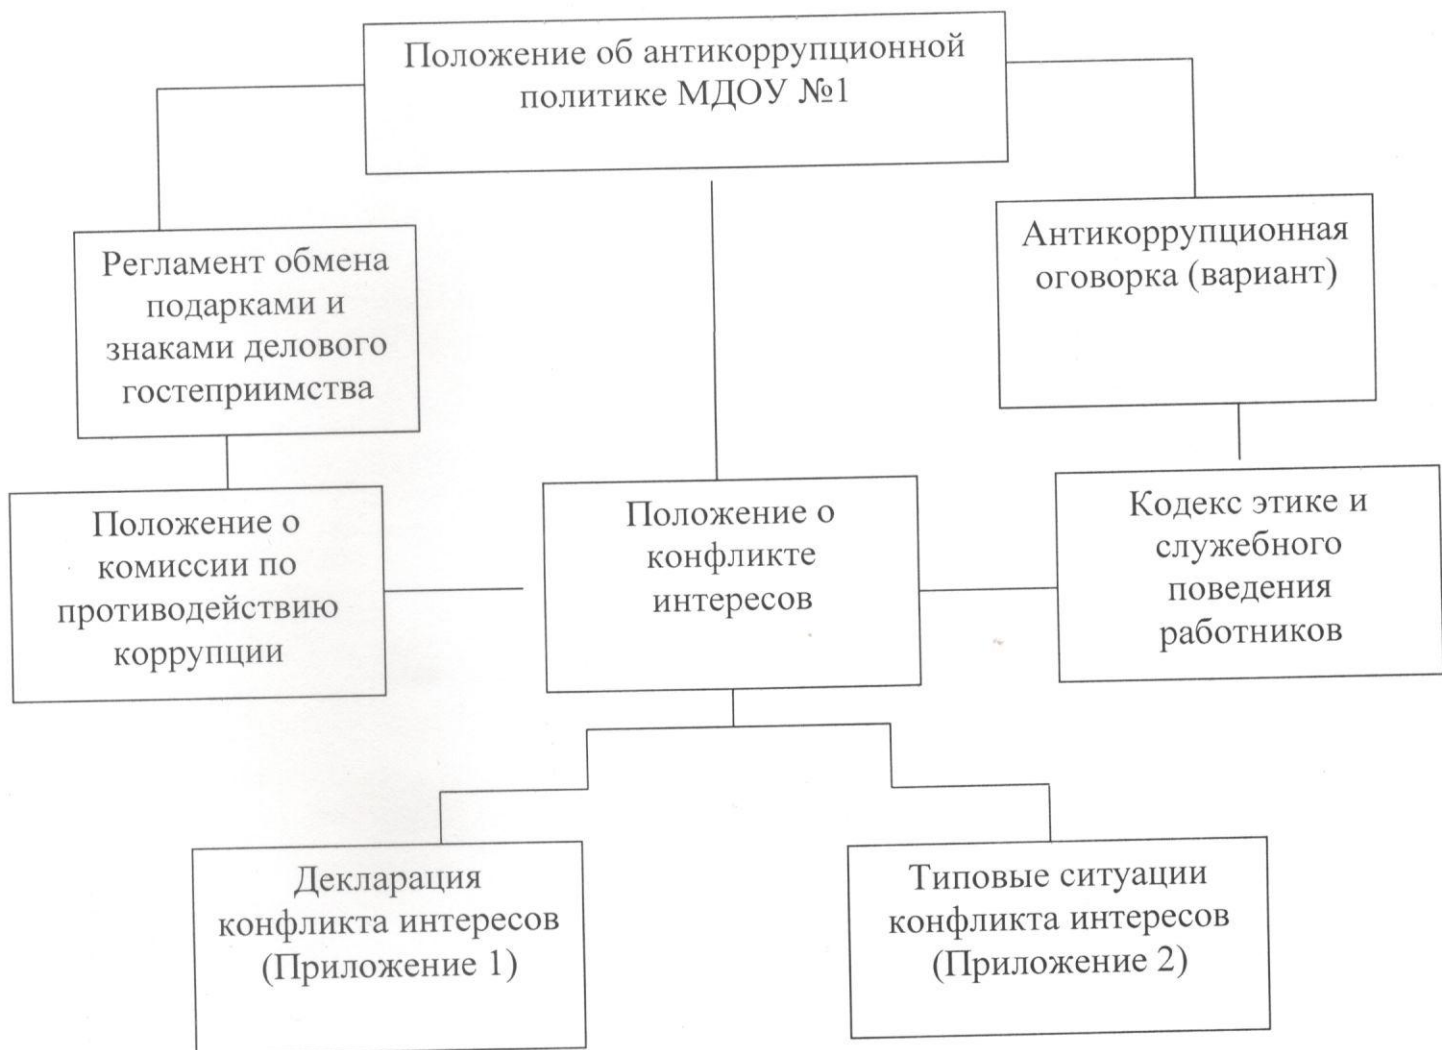 Положение об антикоррупционной
политике МДОУ №1
Регламент обмена
подарками и
знаками делового
гостеприимства
Антикоррупционная
оговорка (вариант)
Положение о
комиссии по
противодействию
коррупции
Положение о
конфликте
интересов
Кодекс этике и
служебного
поведения
работников
Декларация
конфликта интересов
(Приложение 1)
Типовые ситуации
конфликта интересов
(Приложение 2)